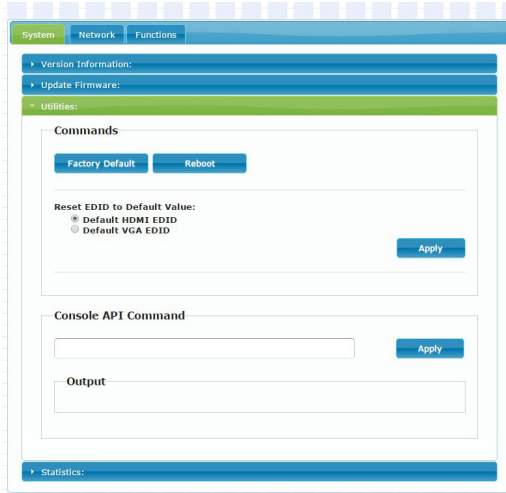 System Network Functions
Version Information:
Update Firmware:
Utilities:
Commands
Factory Default Reboot
Reset EDID to Default Value:
Default HDMI EDID
Default VGA EDID
Apply
Console API Command
Apply
Output
Statistics: